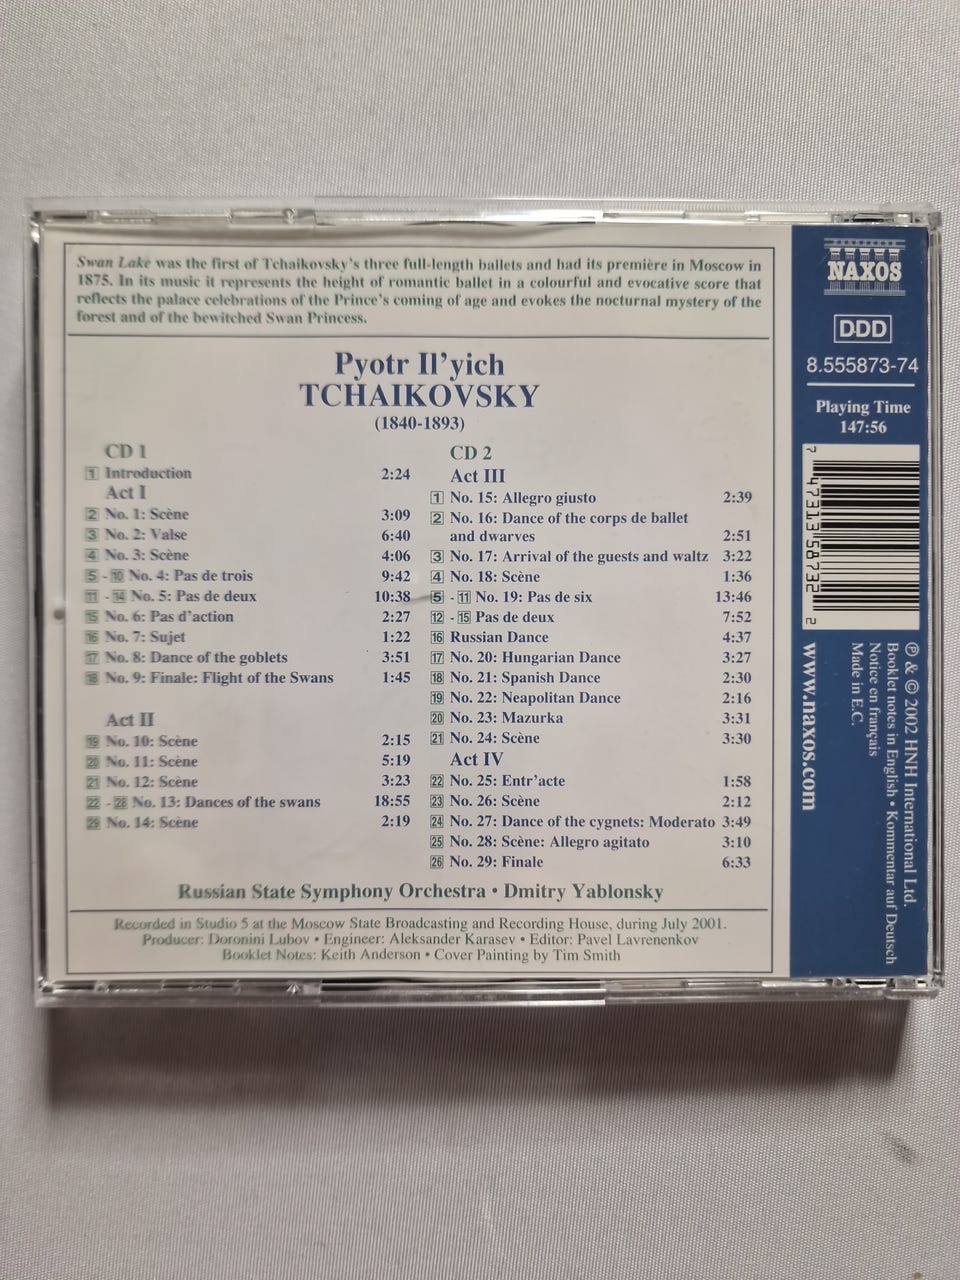 Swan Lake was the first of Tchaikovsky's three full-length ballets and had its première in Moscow in
1875. In its music it represents the height of romantic ballet in a colourful and evocative score that
reflects the palace celebrations of the Prince's coming of age and evokes the nocturnal mystery of the
forest and of the bewitched Swan Princess.
Pyotr Il'yich
TCHAIKOVSKY
(1840-1893)
CD 1
1 Introduction 2:24
Act I
2 No. 1: Scène 3:09
3 No. 2: Valse 6:40
4 No. 3: Scène 4:06
5 - 10 No. 4: Pas de trois 9:42
11 - 14 No. 5: Pas de deux 10:38
15 No. 6: Pas d'action 2:27
16 No. 7: Sujet 1:22
17 No. 8: Dance of the goblets 3:51
18 No. 9: Finale: Flight of the Swans 1:45
Act II
19 No. 10: Scène 2:15
20 No. 11: Scène 5:19
21 No. 12: Scène 3:23
22 - 28 No. 13: Dances of the swans 18:55
29 No. 14: Scène 2:19
CD 2
Act III
1 No. 15: Allegro giusto 2:39
2 No. 16: Dance of the corps de ballet
and dwarves 2:51
3 No. 17: Arrival of the guests and waltz 3:22
4 No. 18: Scène 1:36
5 - 11 No. 19: Pas de six 13:46
12 - 15 Pas de deux 7:52
16 Russian Dance 4:37
17 No. 20: Hungarian Dance 3:27
18 No. 21: Spanish Dance 2:30
19 No. 22: Neapolitan Dance 2:16
20 No. 23: Mazurka 3:31
21 No. 24: Scène 3:30
Act IV
22 No. 25: Entr'acte 1:58
23 No. 26: Scène 2:12
24 No. 27: Dance of the cygnets: Moderato 3:49
25 No. 28: Scène: Allegro agitato 3:10
26 No. 29: Finale 6:33
Russian State Symphony Orchestra • Dmitry Yablonsky
Recorded in Studio 5 at the Moscow State Broadcasting and Recording House, during July 2001.
Producer: Doronini Lubov • Engineer: Aleksander Karasev • Editor: Pavel Lavrenenkov
Booklet Notes: Keith Anderson • Cover Painting by Tim Smith
NAXOS
DDD
8.555873-74
Playing Time
147:56
7 47313 58732 2
℗ & © 2002 HNH International Ltd.
Booklet notes in English • Kommentar auf Deutsch
Notice en français
Made in E.C.
www.naxos.com